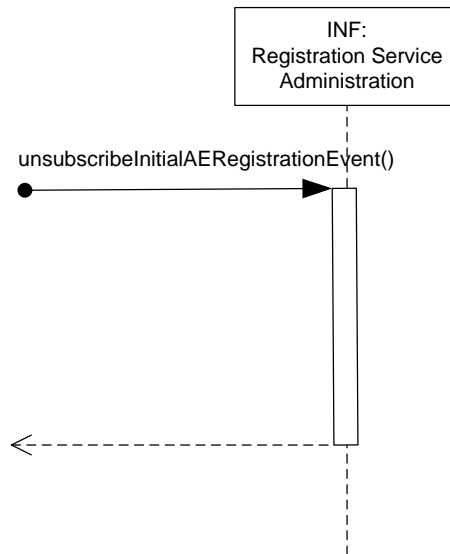 INF:
Registration Service
Administration
unsubscribeInitialAERegistrationEvent()